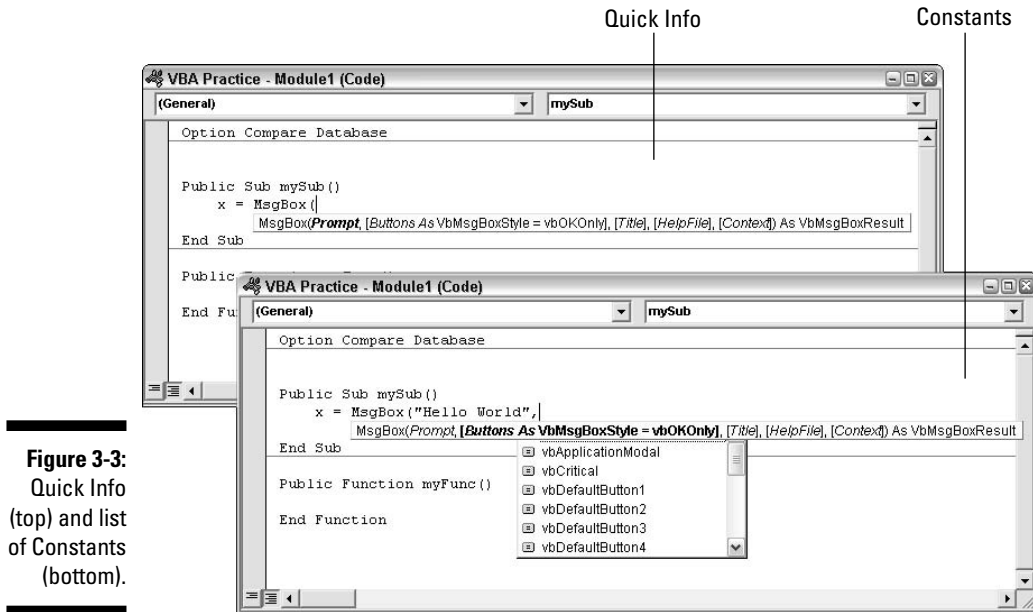 Quick Info
Constants
VBA Practice - Module1 (Code)
(General)
mySub
Option Compare Database
Public Sub mySub()
x = MsgBox(
MsgBox(Prompt, [Buttons As VbMsgBoxStyle = vbOKOnly], [Title], [HelpFile], [Context]) As VbMsgBoxResult
End Sub
Public
End Fu
VBA Practice - Module1 (Code)
(General)
mySub
Option Compare Database
Public Sub mySub()
x = MsgBox("Hello World",
MsgBox(Prompt, [Buttons As VbMsgBoxStyle = vbOKOnly], [Title], [HelpFile], [Context]) As VbMsgBoxResult
End Sub
vbApplicationModal
vbCritical
vbDefaultButton1
vbDefaultButton2
vbDefaultButton3
vbDefaultButton4
Public Function myFunc()
End Function
Figure 3-3:
Quick Info
(top) and list
of Constants
(bottom).